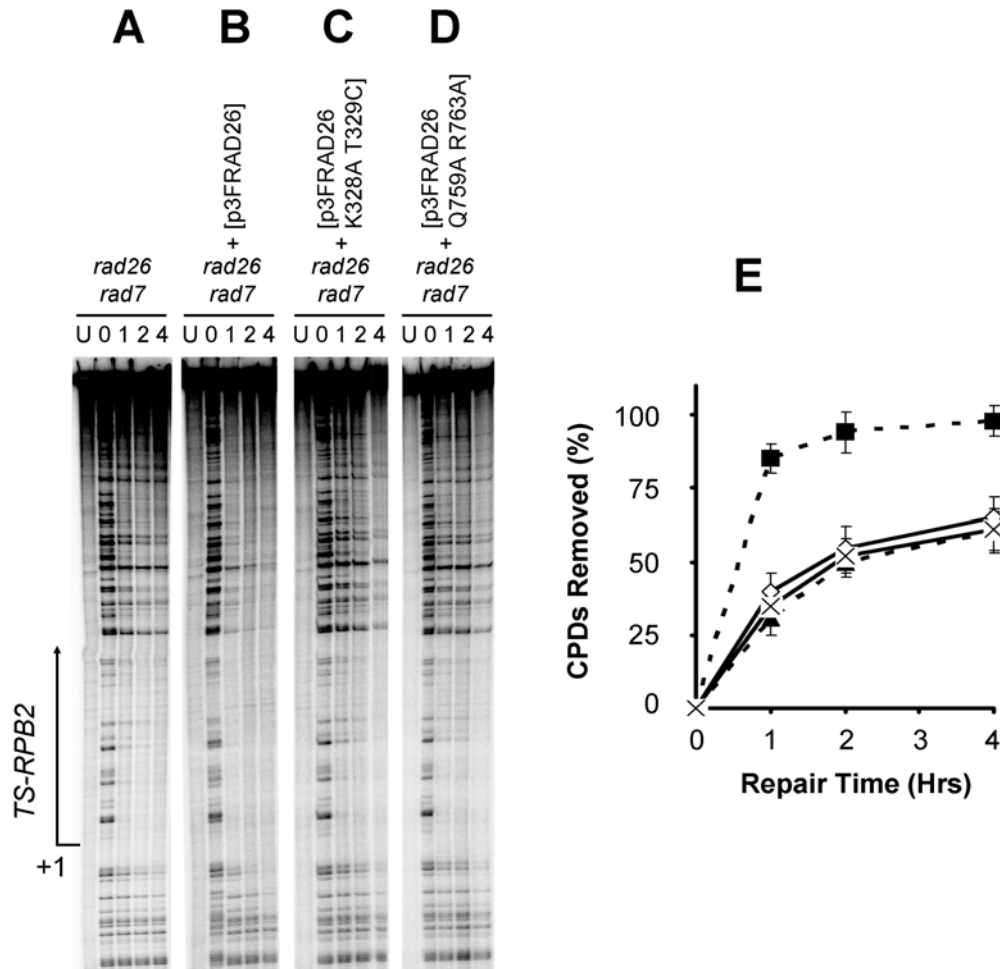 A
B
C
D
+ [p3FRAD26]
+ [p3FRAD26
K328A T329C]
+ [p3FRAD26
Q759A R763A]
rad26
rad7
rad26
rad7
rad26
rad7
rad26
rad7
U 0 1 2 4
U 0 1 2 4
U 0 1 2 4
U 0 1 2 4
TS-RPB2
+1
E
CPDs Removed (%)
100
75
50
25
0
0 1 2 3 4
Repair Time (Hrs)